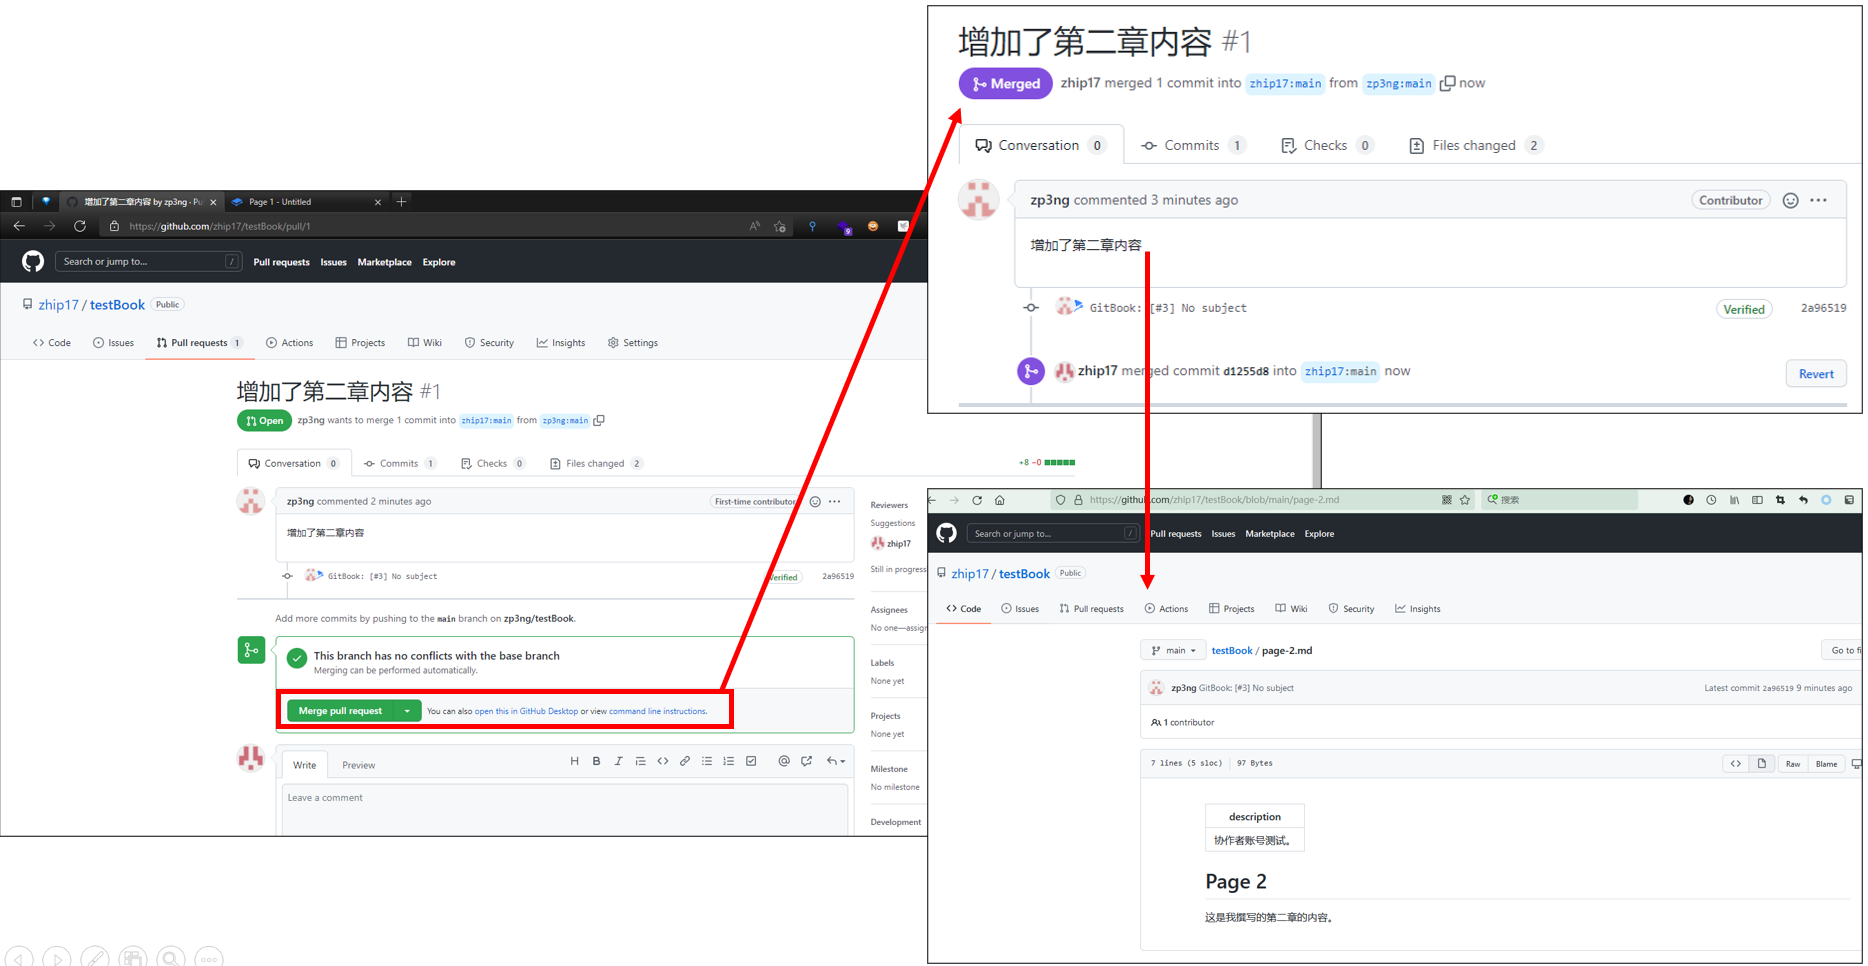 增加了第二章内容 by zp3ng · Pu
Page 1 - Untitled
https://github.com/zhip17/testBook/pull/1
9
Search or jump to... /
Pull requests Issues Marketplace Explore
zhip17 / testBook Public
Code Issues Pull requests 1 Actions Projects Wiki Security Insights Settings
增加了第二章内容 #1
Open zp3ng wants to merge 1 commit into zhip17:main from zp3ng:main
Conversation 0 Commits 1 Checks 0 Files changed 2
+8 −0
zp3ng commented 2 minutes ago First-time contributor
增加了第二章内容
GitBook: [#3] No subject
Verified 2a96519
Add more commits by pushing to the main branch on zp3ng/testBook.
This branch has no conflicts with the base branch
Merging can be performed automatically.
Merge pull request You can also open this in GitHub Desktop or view command line instructions.
Write Preview
Leave a comment
Reviewers
Suggestions
zhip17
Still in progress
Assignees
No one—assig
Labels
None yet
Projects
None yet
Milestone
No milestone
Development
增加了第二章内容 #1
Merged zhip17 merged 1 commit into zhip17:main from zp3ng:main now
Conversation 0 Commits 1 Checks 0 Files changed 2
zp3ng commented 3 minutes ago Contributor
增加了第二章内容
GitBook: [#3] No subject Verified 2a96519
zhip17 merged commit d1255d8 into zhip17:main now Revert
https://github.com/zhip17/testBook/blob/main/page-2.md
搜索
Search or jump to... /
Pull requests Issues Marketplace Explore
zhip17 / testBook Public
Code Issues Pull requests Actions Projects Wiki Security Insights
main testBook / page-2.md Go to fi
zp3ng GitBook: [#3] No subject Latest commit 2a96519 9 minutes ago
1 contributor
7 lines (5 sloc) 97 Bytes Raw Blame
description
协作者账号测试。
Page 2
这是我撰写的第二章的内容。